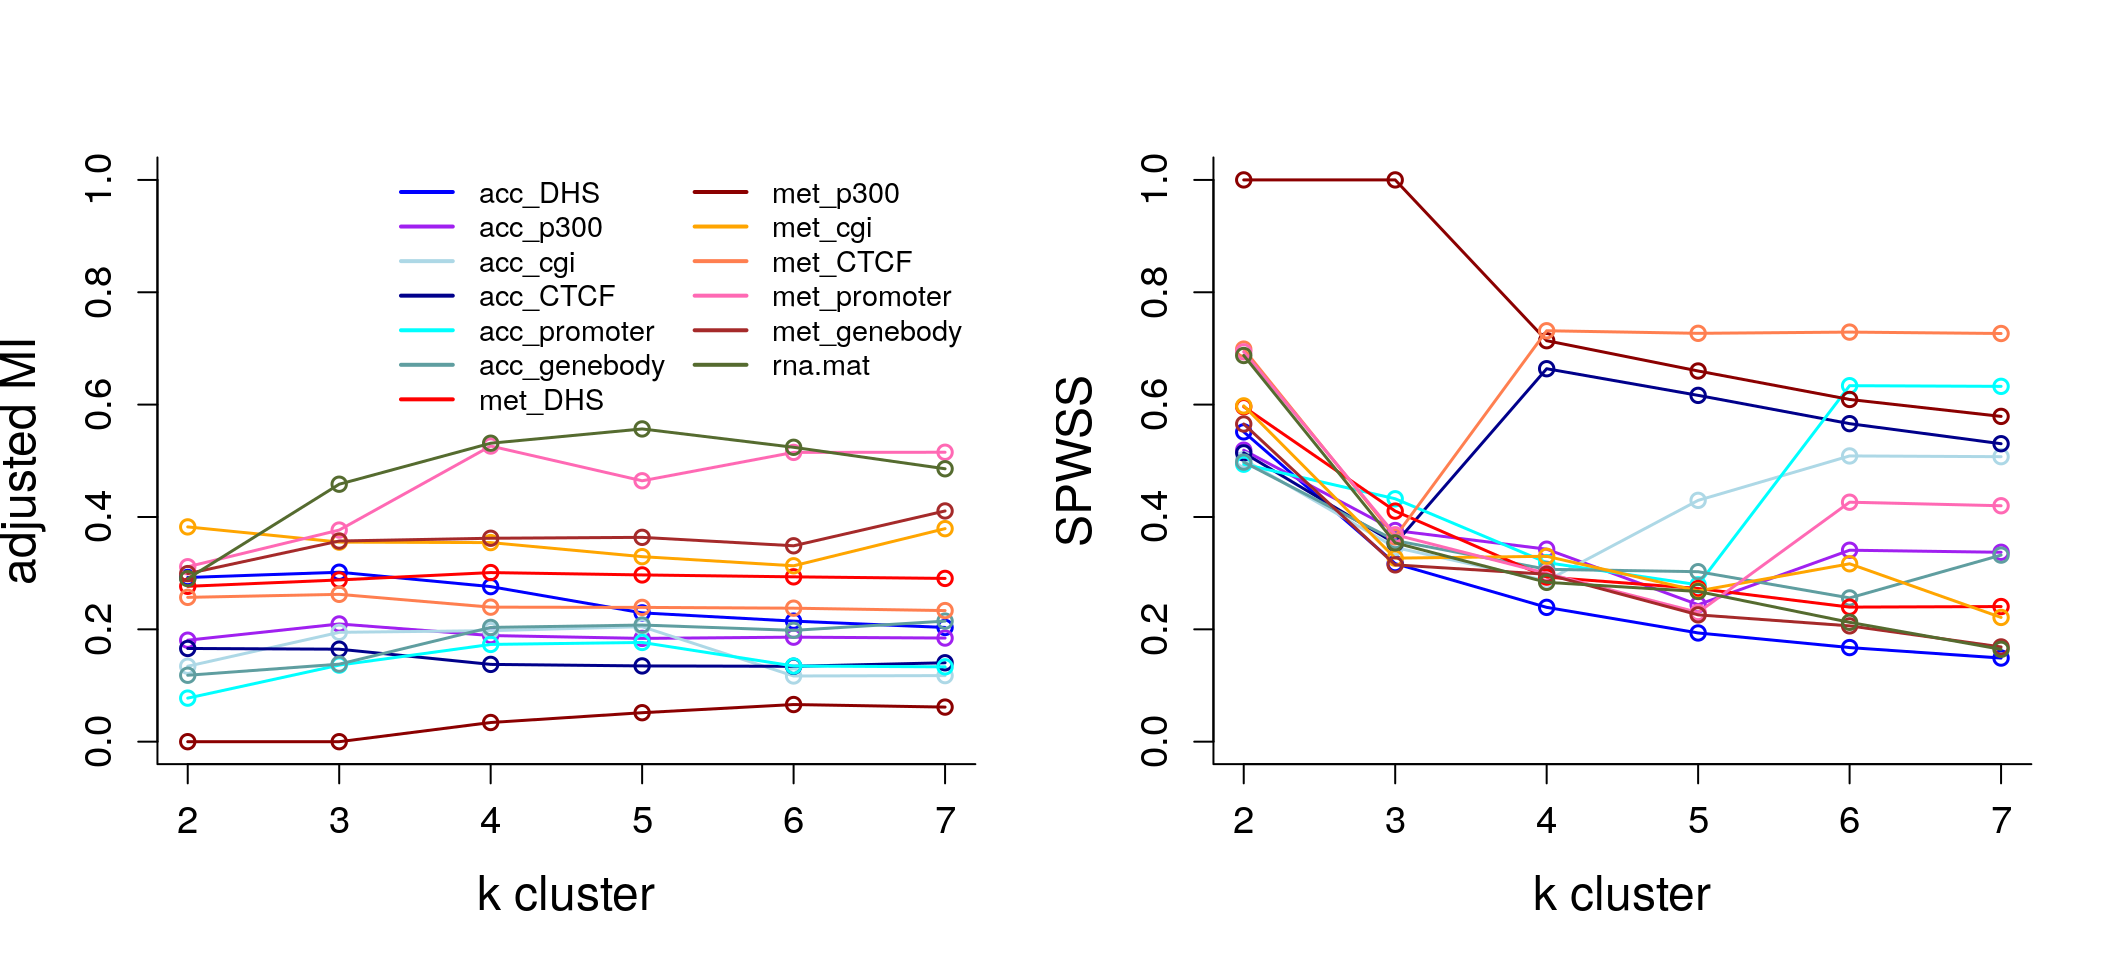 adjusted MI
1.0
0.8
0.6
0.4
0.2
0.0
acc_DHS
acc_p300
acc_cgi
acc_CTCF
acc_promoter
acc_genebody
met_DHS
met_p300
met_cgi
met_CTCF
met_promoter
met_genebody
rna.mat
2 3 4 5 6 7
k cluster
SPWSS
1.0
0.8
0.6
0.4
0.2
0.0
2 3 4 5 6 7
k cluster